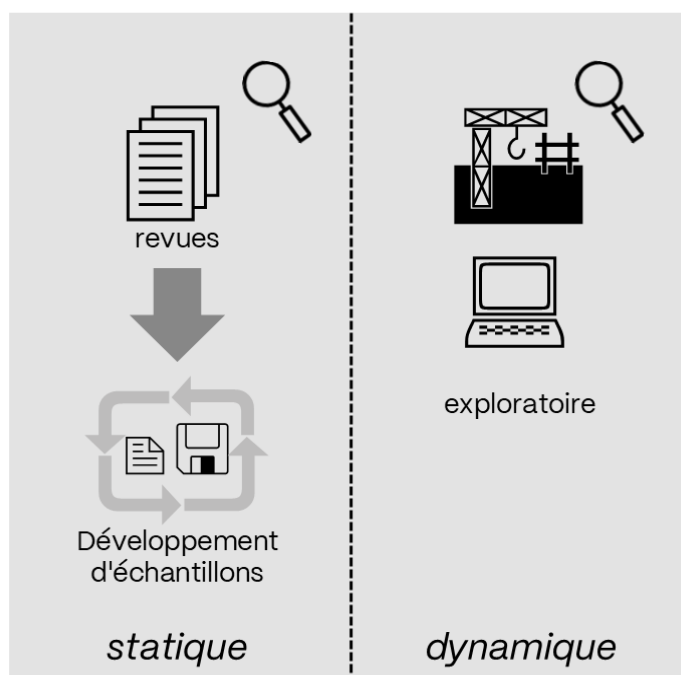 revues
Développement
d'échantillons
statique
exploratoire
dynamique